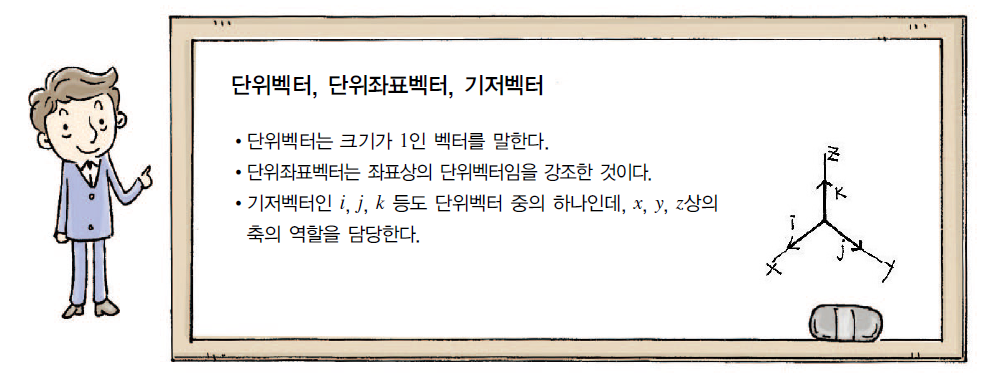 단위벡터, 단위좌표벡터, 기저벡터
• 단위벡터는 크기가 1인 벡터를 말한다.
• 단위좌표벡터는 좌표상의 단위벡터임을 강조한 것이다.
• 기저벡터인 i, j, k 등도 단위벡터 중의 하나인데, x, y, z상의
축의 역할을 담당한다.
z
k
i
j
x
y